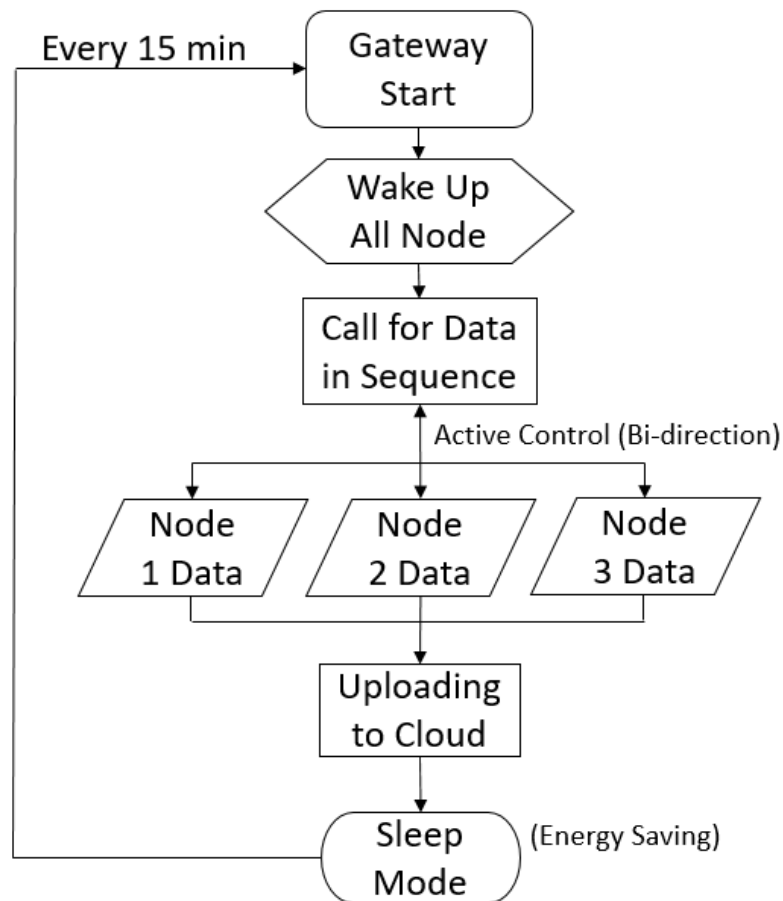 Every 15 min
Gateway
Start
Wake Up
All Node
Call for Data
in Sequence
Active Control (Bi-direction)
Node
1 Data
Node
2 Data
Node
3 Data
Uploading
to Cloud
Sleep
Mode
(Energy Saving)